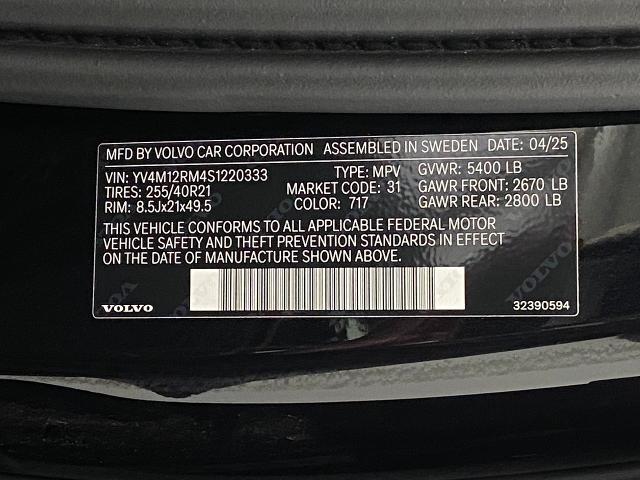 MFD BY VOLVO CAR CORPORATION ASSEMBLED IN SWEDEN DATE: 04/25
VIN: YV4M12RM4S1220333 TYPE: MPV GVWR: 5400 LB
TIRES: 255/40R21 MARKET CODE: 31 GAWR FRONT: 2670 LB
RIM: 8.5Jx21x49.5 COLOR: 717 GAWR REAR: 2800 LB
THIS VEHICLE CONFORMS TO ALL APPLICABLE FEDERAL MOTOR
VEHICLE SAFETY AND THEFT PREVENTION STANDARDS IN EFFECT
ON THE DATE OF MANUFACTURE SHOWN ABOVE.
VOLVO 32390594